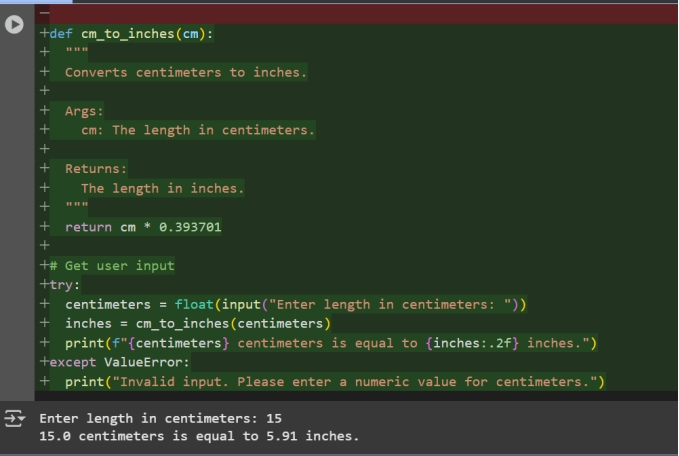 -
+def cm_to_inches(cm):
+  """
+  Converts centimeters to inches.
+
+  Args:
+    cm: The length in centimeters.
+
+  Returns:
+    The length in inches.
+  """
+  return cm * 0.393701
+
+# Get user input
+try:
+  centimeters = float(input("Enter length in centimeters: "))
+  inches = cm_to_inches(centimeters)
+  print(f"{centimeters} centimeters is equal to {inches:.2f} inches.")
+except ValueError:
+  print("Invalid input. Please enter a numeric value for centimeters.")
Enter length in centimeters: 15
15.0 centimeters is equal to 5.91 inches.